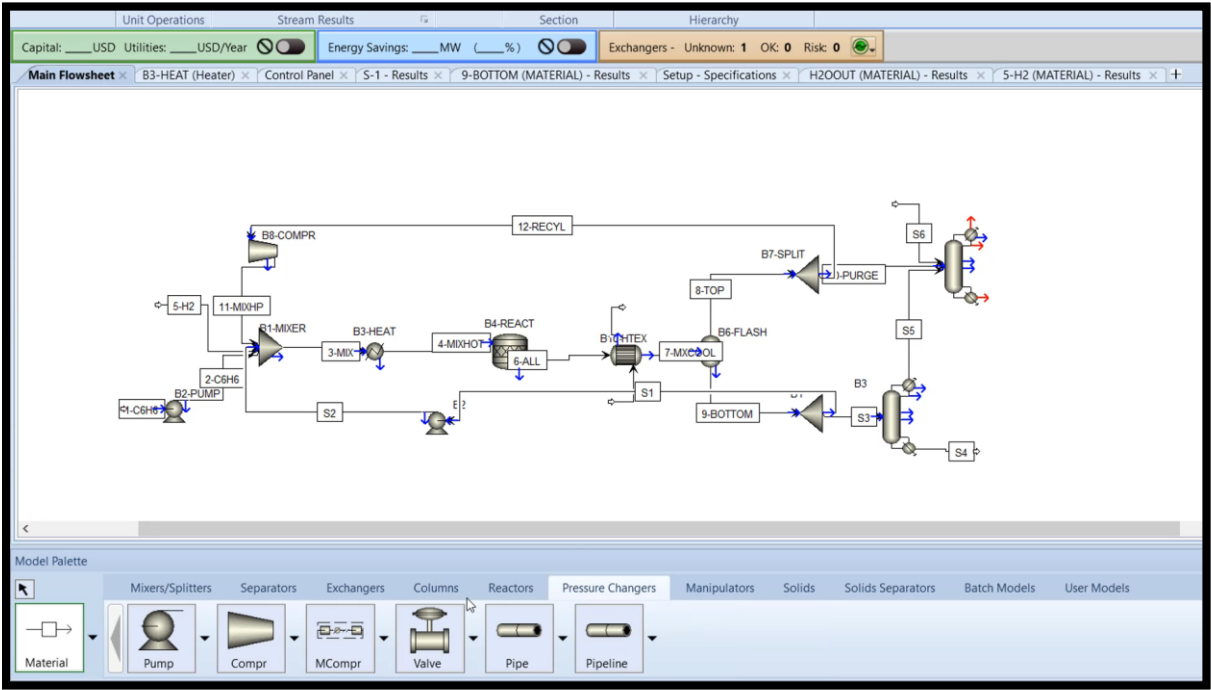 Unit Operations Stream Results Section Hierarchy
Capital: ____USD Utilities: ____USD/Year Energy Savings: ____MW (____%) Exchangers - Unknown: 1 OK: 0 Risk: 0
Main Flowsheet B3-HEAT (Heater) Control Panel S-1 - Results 9-BOTTOM (MATERIAL) - Results Setup - Specifications H2OOUT (MATERIAL) - Results 5-H2 (MATERIAL) - Results
12-RECYL
S6
B8-COMPR
B7-SPLIT
-PURGE
8-TOP
5-H2 11-MIXHP
B1-MIXER B3-HEAT B4-REACT HTEX B6-FLASH
S5
3-MIX 4-MIXHOT 6-ALL 7-MXCOOL
2-C6H6
B2-PUMP
S1
B3
1-C6H6
S2
9-BOTTOM
S3
S4
Model Palette
Mixers/Splitters Separators Exchangers Columns Reactors Pressure Changers Manipulators Solids Solids Separators Batch Models User Models
Material Pump Compr MCompr Valve Pipe Pipeline